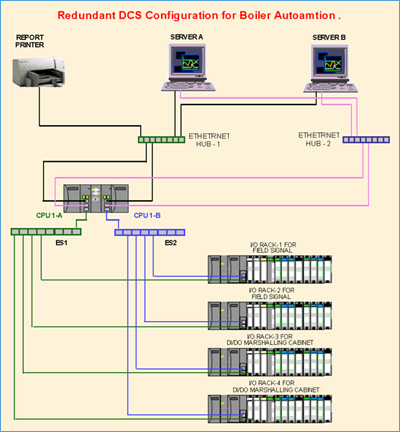 Redundant DCS Configuration for Boiler Autoamtion .
REPORT
PRINTER
SERVER A
SERVER B
ETHETRNET
HUB - 1
ETHETRNET
HUB - 2
CPU 1-A
CPU 1-B
ES1
ES2
I/O RACK-1 FOR
FIELD SIGNAL
I/O RACK-2 FOR
FIELD SIGNAL
I/O RACK-3 FOR
DI/DO MARSHALLING CABINET
I/O RACK-4 FOR
DI/DO MARSHALLING CABINET